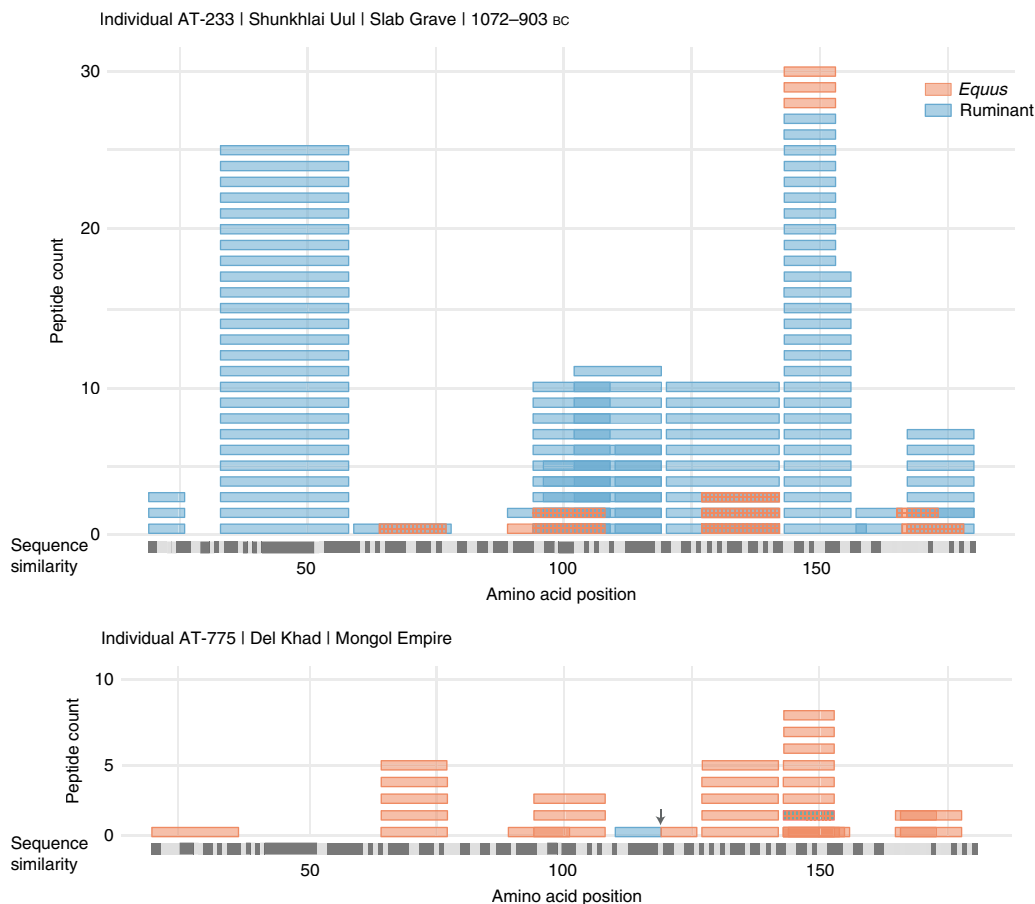 Individual AT-233 | Shunkhlai Uul | Slab Grave | 1072–903 BC
30
Equus
Ruminant
20
Peptide count
10
0
Sequence
similarity
50
100
150
Amino acid position
Individual AT-775 | Del Khad | Mongol Empire
10
Peptide count
5
0
Sequence
similarity
50
100
150
Amino acid position